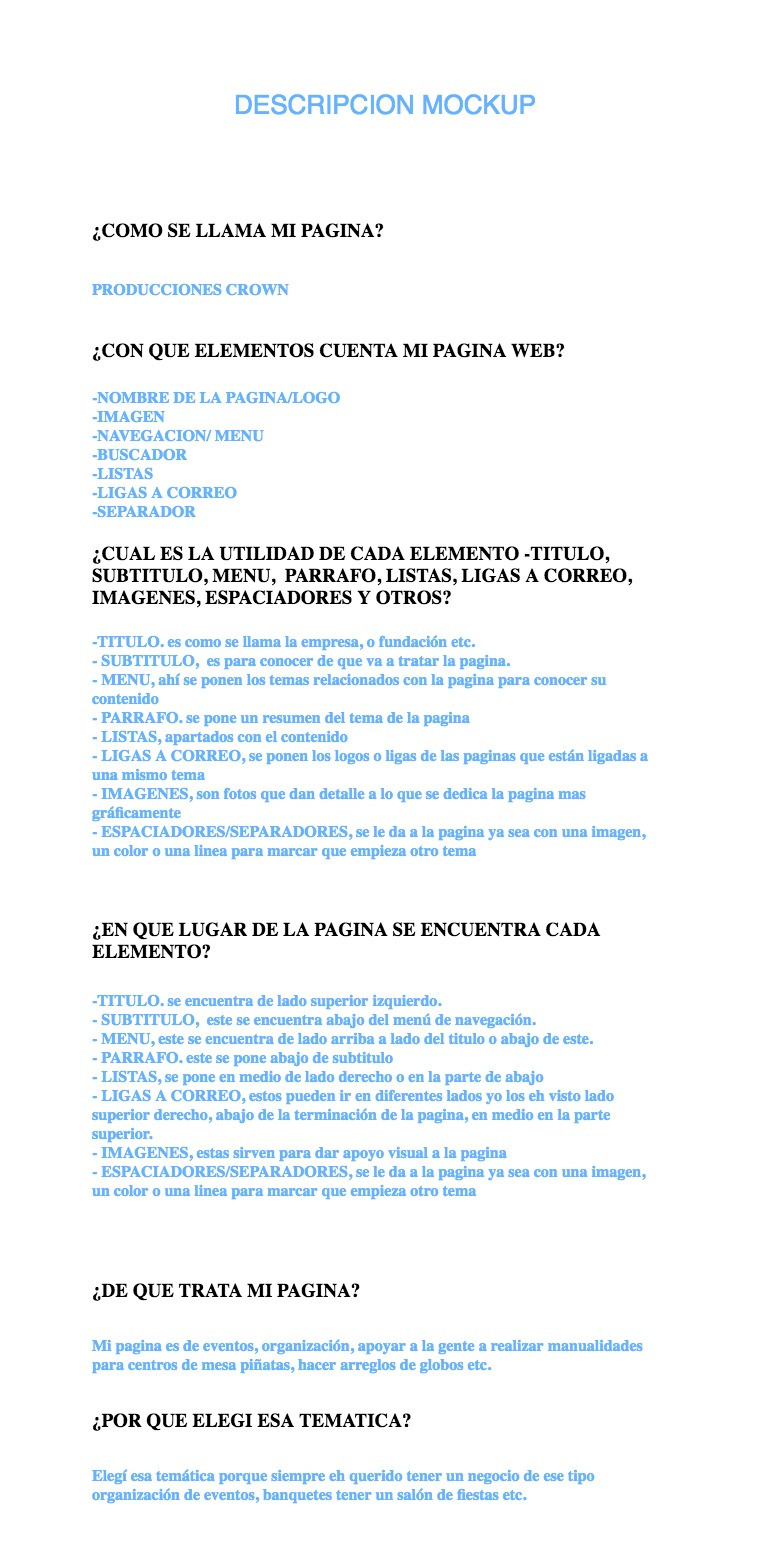 DESCRIPCION MOCKUP
¿COMO SE LLAMA MI PAGINA?
PRODUCCIONES CROWN
¿CON QUE ELEMENTOS CUENTA MI PAGINA WEB?
-NOMBRE DE LA PAGINA/LOGO
-IMAGEN
-NAVEGACION/ MENU
-BUSCADOR
-LISTAS
-LIGAS A CORREO
-SEPARADOR
¿CUAL ES LA UTILIDAD DE CADA ELEMENTO -TITULO,
SUBTITULO, MENU,  PARRAFO, LISTAS, LIGAS A CORREO,
IMAGENES, ESPACIADORES Y OTROS?
-TITULO. es como se llama la empresa, o fundación etc.
- SUBTITULO,  es para conocer de que va a tratar la pagina.
- MENU, ahí se ponen los temas relacionados con la pagina para conocer su
contenido
- PARRAFO. se pone un resumen del tema de la pagina
- LISTAS, apartados con el contenido
- LIGAS A CORREO, se ponen los logos o ligas de las paginas que están ligadas a
una mismo tema
- IMAGENES, son fotos que dan detalle a lo que se dedica la pagina mas
gráficamente
- ESPACIADORES/SEPARADORES, se le da a la pagina ya sea con una imagen,
un color o una linea para marcar que empieza otro tema
¿EN QUE LUGAR DE LA PAGINA SE ENCUENTRA CADA
ELEMENTO?
-TITULO. se encuentra de lado superior izquierdo.
- SUBTITULO,  este se encuentra abajo del menú de navegación.
- MENU, este se encuentra de lado arriba a lado del titulo o abajo de este.
- PARRAFO. este se pone abajo de subtitulo
- LISTAS, se pone en medio de lado derecho o en la parte de abajo
- LIGAS A CORREO, estos pueden ir en diferentes lados yo los eh visto lado
superior derecho, abajo de la terminación de la pagina, en medio en la parte
superior.
- IMAGENES, estas sirven para dar apoyo visual a la pagina
- ESPACIADORES/SEPARADORES, se le da a la pagina ya sea con una imagen,
un color o una linea para marcar que empieza otro tema
¿DE QUE TRATA MI PAGINA?
Mi pagina es de eventos, organización, apoyar a la gente a realizar manualidades
para centros de mesa piñatas, hacer arreglos de globos etc.
¿POR QUE ELEGI ESA TEMATICA?
Elegí esa temática porque siempre eh querido tener un negocio de ese tipo
organización de eventos, banquetes tener un salón de fiestas etc.